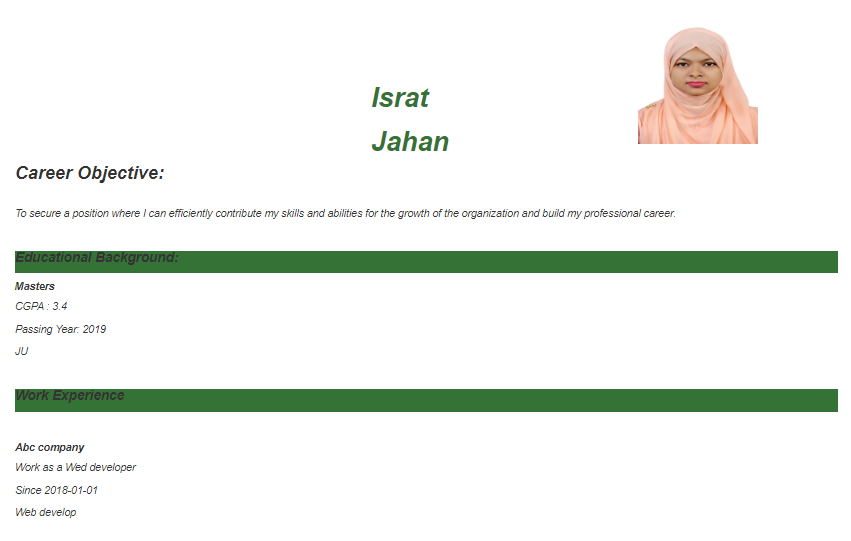 Israt
Jahan
Career Objective:
To secure a position where I can efficiently contribute my skills and abilities for the growth of the organization and build my professional career.
Educational Background:
Masters
CGPA : 3.4
Passing Year: 2019
JU
Work Experience
Abc company
Work as a Wed developer
Since 2018-01-01
Web develop